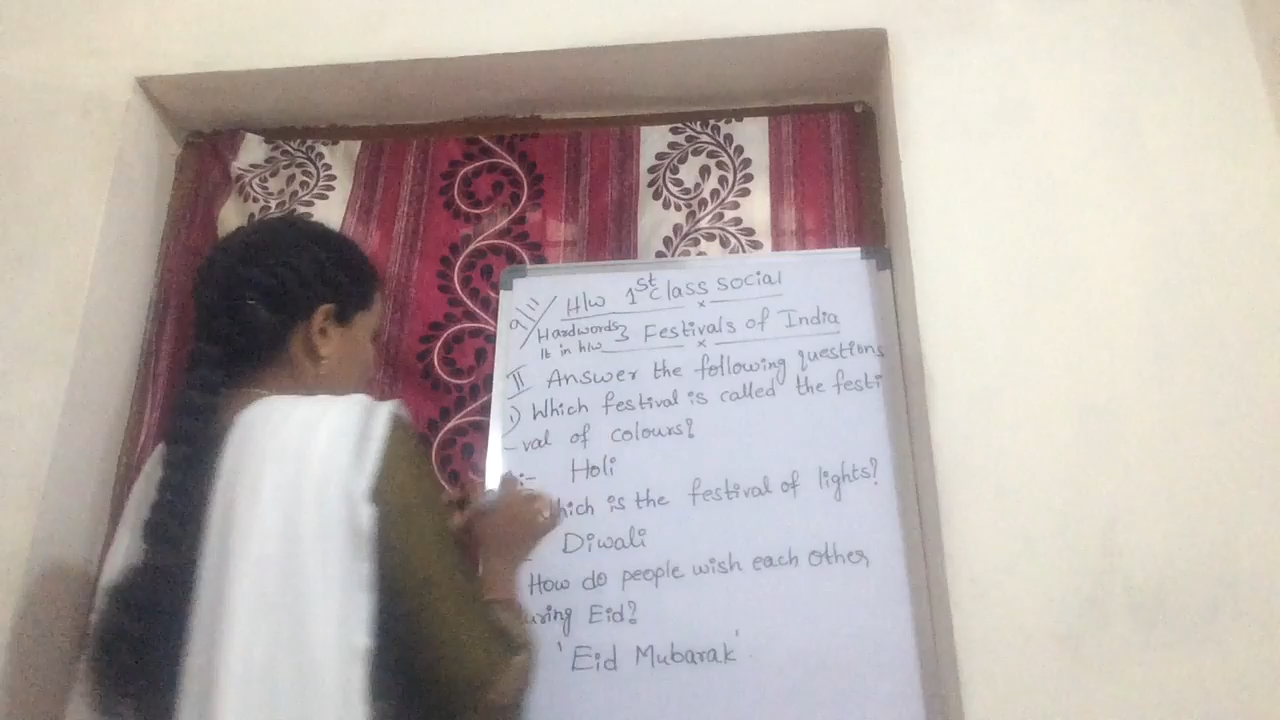 9/11 H/w 1st Class social
Hardwords } Festivals of India
It in h/w
II Answer the following questions
1) Which festival is called the festi
-val of colours?
:- Holi
hich is the festival of lights?
Diwali
How do people wish each other
uring Eid?
'Eid Mubarak'